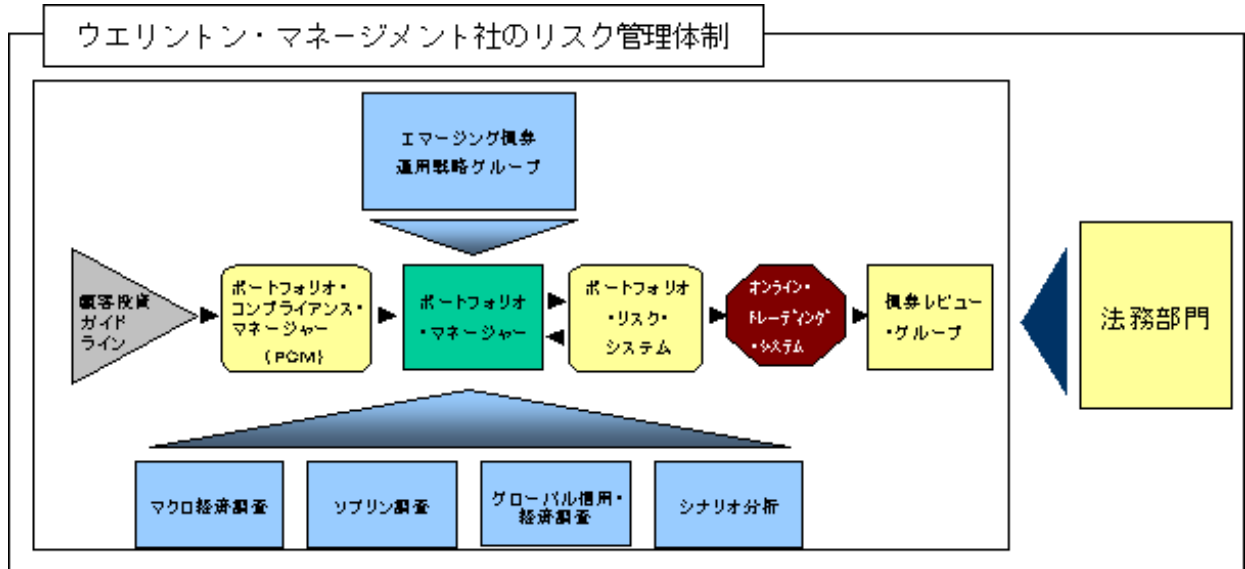 ウエリントン・マネージメント社のリスク管理体制
エマージング債券
運用戦略グループ
顧客投資
ガイド
ライン
ポートフォリオ・
コンプライアンス・
マネージャー
(PCM)
ポートフォリオ
・マネージャー
ポートフォリオ
・リスク・
システム
オンライン・
トレーディング
・システム
債券レビュー
・グループ
法務部門
マクロ経済調査
ソブリン調査
グローバル信用・
経済調査
シナリオ分析